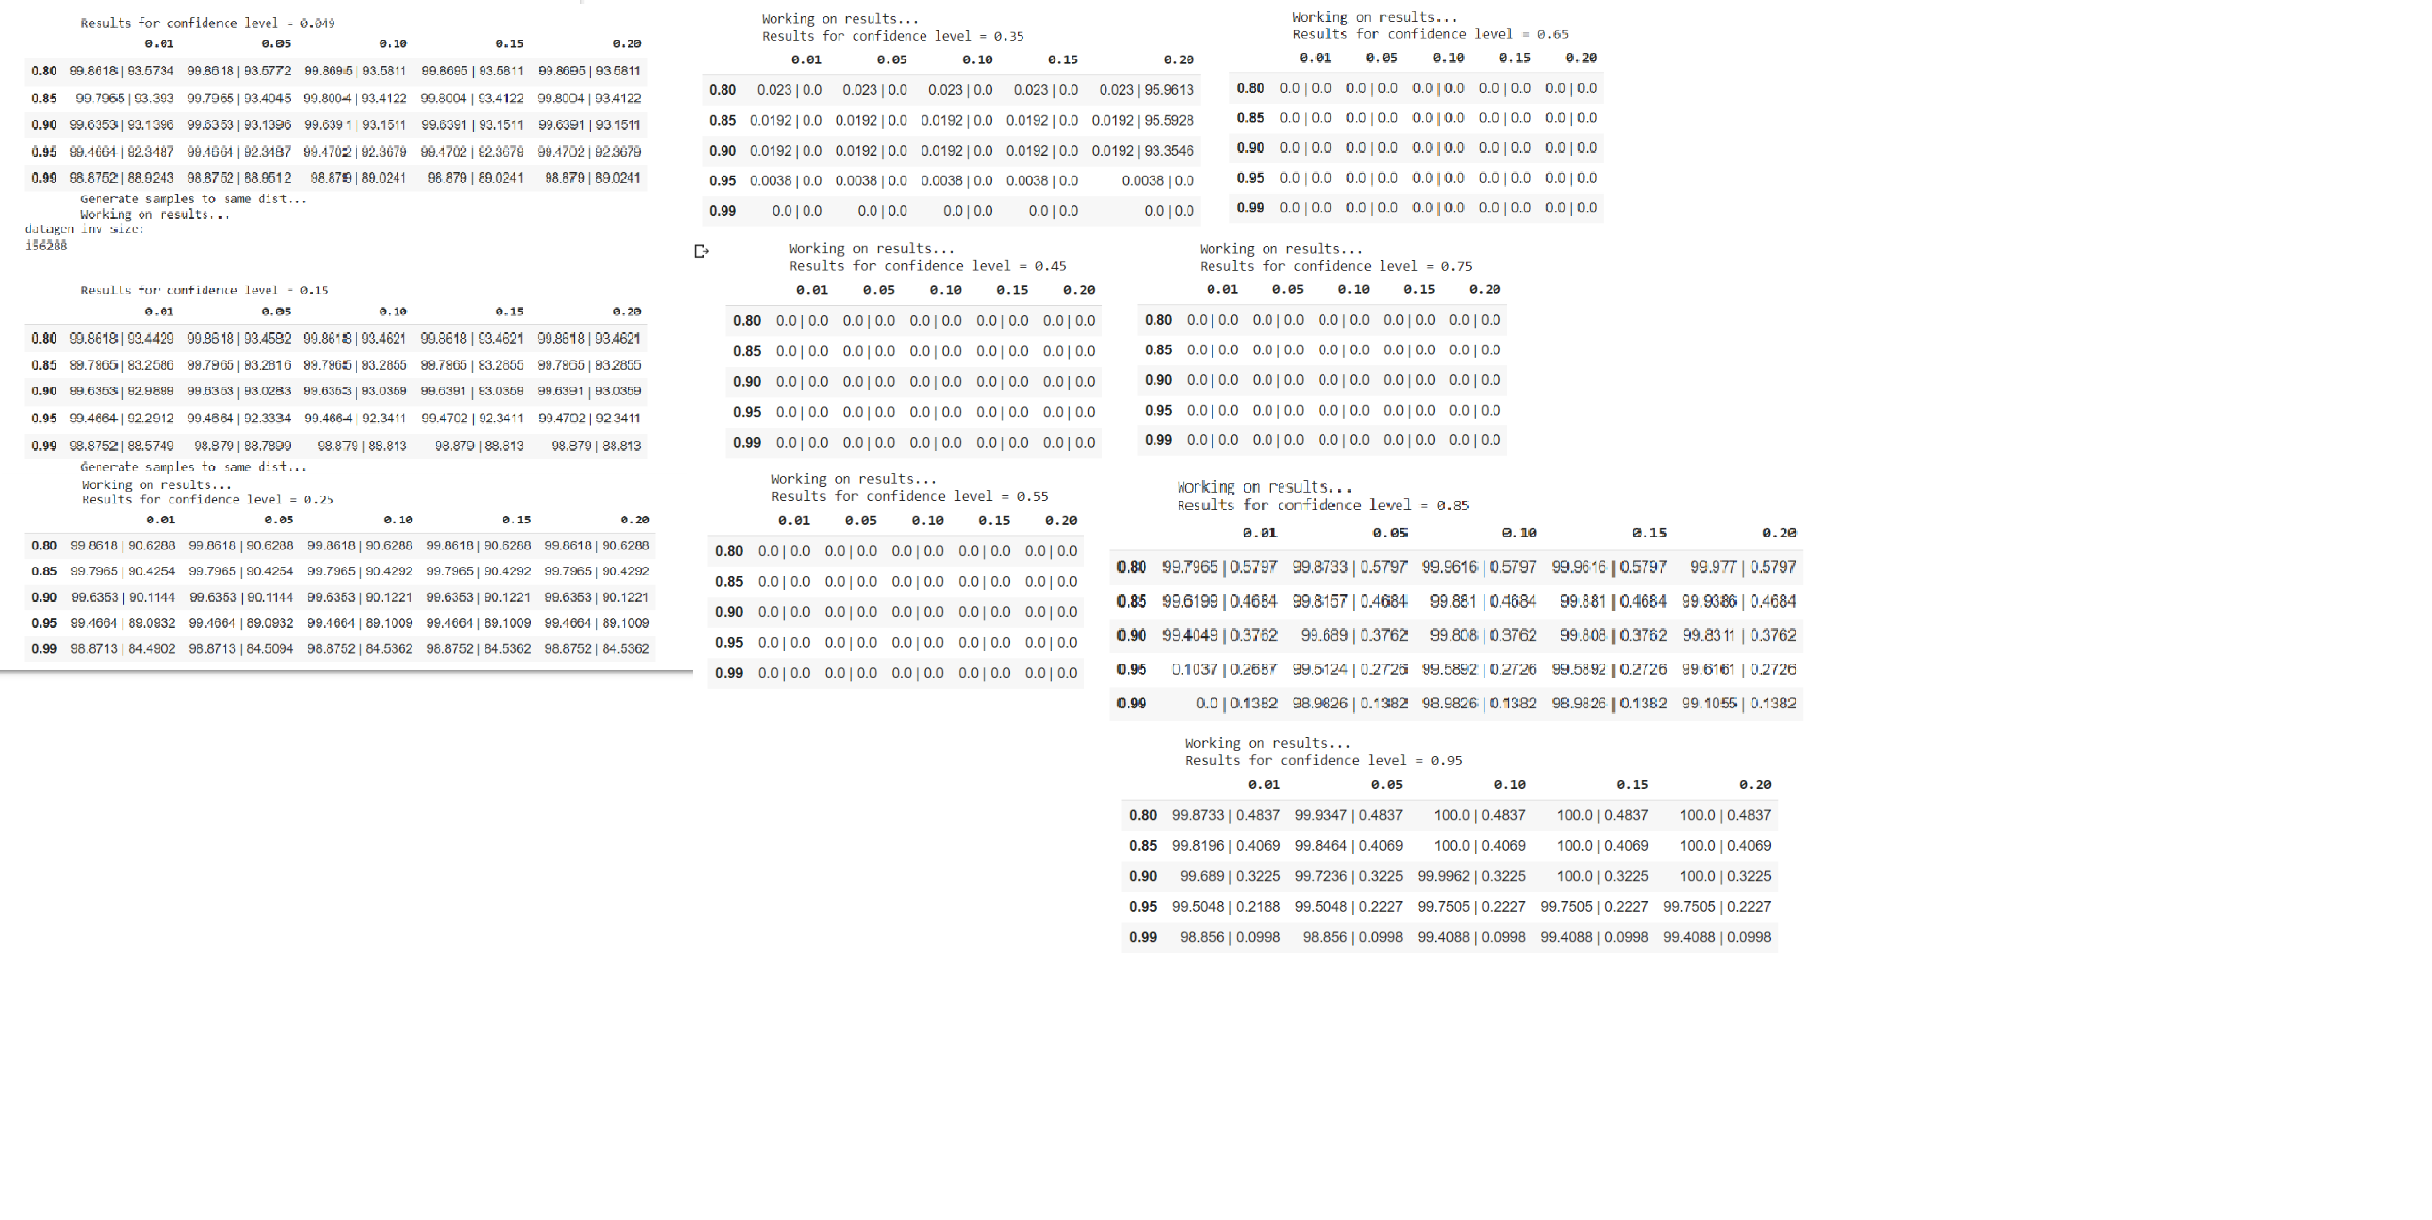 Results for confidence level - 0.049
0.01 0.05 0.10 0.15 0.20
0.80 99.8618 | 93.5734 99.8618 | 93.5772 99.8695 | 93.5811 99.8695 | 93.5811 99.8695 | 93.5811
0.85 99.7965 | 93.393 99.7965 | 93.4045 99.8004 | 93.4122 99.8004 | 93.4122 99.8004 | 93.4122
0.90 99.6353 | 93.1396 99.6353 | 93.1396 99.6391 | 93.1511 99.6391 | 93.1511 99.6391 | 93.1511
0.95 99.4664 | 92.3487 99.4664 | 92.3487 99.4702 | 92.3679 99.4702 | 92.3679 99.4702 | 92.3679
0.99 98.8752 | 88.9243 98.8752 | 88.9512 98.879 | 89.0241 98.879 | 89.0241 98.879 | 89.0241
Generate samples to same dist...
Working on results...
datagen inv size:
156288
Results for confidence level - 0.15
0.01 0.05 0.10 0.15 0.20
0.80 99.8618 | 93.4429 99.8618 | 93.4582 99.8618 | 93.4621 99.8618 | 93.4621 99.8618 | 93.4621
0.85 99.7965 | 93.2586 99.7965 | 93.2816 99.7965 | 93.2855 99.7965 | 93.2855 99.7965 | 93.2855
0.90 99.6353 | 92.9899 99.6353 | 93.0283 99.6353 | 93.0359 99.6391 | 93.0359 99.6391 | 93.0359
0.95 99.4664 | 92.2912 99.4664 | 92.3334 99.4664 | 92.3411 99.4702 | 92.3411 99.4702 | 92.3411
0.99 98.8752 | 88.5749 98.879 | 88.7899 98.879 | 88.813 98.879 | 88.813 98.879 | 88.813
Generate samples to same dist...
Working on results...
Results for confidence level = 0.25
0.01 0.05 0.10 0.15 0.20
0.80 99.8618 | 90.6288 99.8618 | 90.6288 99.8618 | 90.6288 99.8618 | 90.6288 99.8618 | 90.6288
0.85 99.7965 | 90.4254 99.7965 | 90.4254 99.7965 | 90.4292 99.7965 | 90.4292 99.7965 | 90.4292
0.90 99.6353 | 90.1144 99.6353 | 90.1144 99.6353 | 90.1221 99.6353 | 90.1221 99.6353 | 90.1221
0.95 99.4664 | 89.0932 99.4664 | 89.0932 99.4664 | 89.1009 99.4664 | 89.1009 99.4664 | 89.1009
0.99 98.8713 | 84.4902 98.8713 | 84.5094 98.8752 | 84.5362 98.8752 | 84.5362 98.8752 | 84.5362
Working on results...
Results for confidence level = 0.35
0.01 0.05 0.10 0.15 0.20
0.80 0.023 | 0.0 0.023 | 0.0 0.023 | 0.0 0.023 | 0.0 0.023 | 95.9613
0.85 0.0192 | 0.0 0.0192 | 0.0 0.0192 | 0.0 0.0192 | 0.0 0.0192 | 95.5928
0.90 0.0192 | 0.0 0.0192 | 0.0 0.0192 | 0.0 0.0192 | 0.0 0.0192 | 93.3546
0.95 0.0038 | 0.0 0.0038 | 0.0 0.0038 | 0.0 0.0038 | 0.0 0.0038 | 0.0
0.99 0.0 | 0.0 0.0 | 0.0 0.0 | 0.0 0.0 | 0.0 0.0 | 0.0
Working on results...
Results for confidence level = 0.45
0.01 0.05 0.10 0.15 0.20
0.80 0.0 | 0.0 0.0 | 0.0 0.0 | 0.0 0.0 | 0.0 0.0 | 0.0
0.85 0.0 | 0.0 0.0 | 0.0 0.0 | 0.0 0.0 | 0.0 0.0 | 0.0
0.90 0.0 | 0.0 0.0 | 0.0 0.0 | 0.0 0.0 | 0.0 0.0 | 0.0
0.95 0.0 | 0.0 0.0 | 0.0 0.0 | 0.0 0.0 | 0.0 0.0 | 0.0
0.99 0.0 | 0.0 0.0 | 0.0 0.0 | 0.0 0.0 | 0.0 0.0 | 0.0
Working on results...
Results for confidence level = 0.55
0.01 0.05 0.10 0.15 0.20
0.80 0.0 | 0.0 0.0 | 0.0 0.0 | 0.0 0.0 | 0.0 0.0 | 0.0
0.85 0.0 | 0.0 0.0 | 0.0 0.0 | 0.0 0.0 | 0.0 0.0 | 0.0
0.90 0.0 | 0.0 0.0 | 0.0 0.0 | 0.0 0.0 | 0.0 0.0 | 0.0
0.95 0.0 | 0.0 0.0 | 0.0 0.0 | 0.0 0.0 | 0.0 0.0 | 0.0
0.99 0.0 | 0.0 0.0 | 0.0 0.0 | 0.0 0.0 | 0.0 0.0 | 0.0
Working on results...
Results for confidence level = 0.65
0.01 0.05 0.10 0.15 0.20
0.80 0.0 | 0.0 0.0 | 0.0 0.0 | 0.0 0.0 | 0.0 0.0 | 0.0
0.85 0.0 | 0.0 0.0 | 0.0 0.0 | 0.0 0.0 | 0.0 0.0 | 0.0
0.90 0.0 | 0.0 0.0 | 0.0 0.0 | 0.0 0.0 | 0.0 0.0 | 0.0
0.95 0.0 | 0.0 0.0 | 0.0 0.0 | 0.0 0.0 | 0.0 0.0 | 0.0
0.99 0.0 | 0.0 0.0 | 0.0 0.0 | 0.0 0.0 | 0.0 0.0 | 0.0
Working on results...
Results for confidence level = 0.75
0.01 0.05 0.10 0.15 0.20
0.80 0.0 | 0.0 0.0 | 0.0 0.0 | 0.0 0.0 | 0.0 0.0 | 0.0
0.85 0.0 | 0.0 0.0 | 0.0 0.0 | 0.0 0.0 | 0.0 0.0 | 0.0
0.90 0.0 | 0.0 0.0 | 0.0 0.0 | 0.0 0.0 | 0.0 0.0 | 0.0
0.95 0.0 | 0.0 0.0 | 0.0 0.0 | 0.0 0.0 | 0.0 0.0 | 0.0
0.99 0.0 | 0.0 0.0 | 0.0 0.0 | 0.0 0.0 | 0.0 0.0 | 0.0
Working on results...
Results for confidence level = 0.85
0.01 0.05 0.10 0.15 0.20
0.80 99.7965 | 0.5797 99.8733 | 0.5797 99.9616 | 0.5797 99.9616 | 0.5797 99.977 | 0.5797
0.85 99.6199 | 0.4684 99.8157 | 0.4684 99.881 | 0.4684 99.881 | 0.4684 99.9386 | 0.4684
0.90 99.4049 | 0.3762 99.689 | 0.3762 99.808 | 0.3762 99.808 | 0.3762 99.8311 | 0.3762
0.95 0.1037 | 0.2687 99.5124 | 0.2726 99.5892 | 0.2726 99.5892 | 0.2726 99.6161 | 0.2726
0.99 0.0 | 0.1382 98.9826 | 0.1382 98.9826 | 0.1382 98.9826 | 0.1382 99.1055 | 0.1382
Working on results...
Results for confidence level = 0.95
0.01 0.05 0.10 0.15 0.20
0.80 99.8733 | 0.4837 99.9347 | 0.4837 100.0 | 0.4837 100.0 | 0.4837 100.0 | 0.4837
0.85 99.8196 | 0.4069 99.8464 | 0.4069 100.0 | 0.4069 100.0 | 0.4069 100.0 | 0.4069
0.90 99.689 | 0.3225 99.7236 | 0.3225 99.9962 | 0.3225 100.0 | 0.3225 100.0 | 0.3225
0.95 99.5048 | 0.2188 99.5048 | 0.2227 99.7505 | 0.2227 99.7505 | 0.2227 99.7505 | 0.2227
0.99 98.856 | 0.0998 98.856 | 0.0998 99.4088 | 0.0998 99.4088 | 0.0998 99.4088 | 0.0998